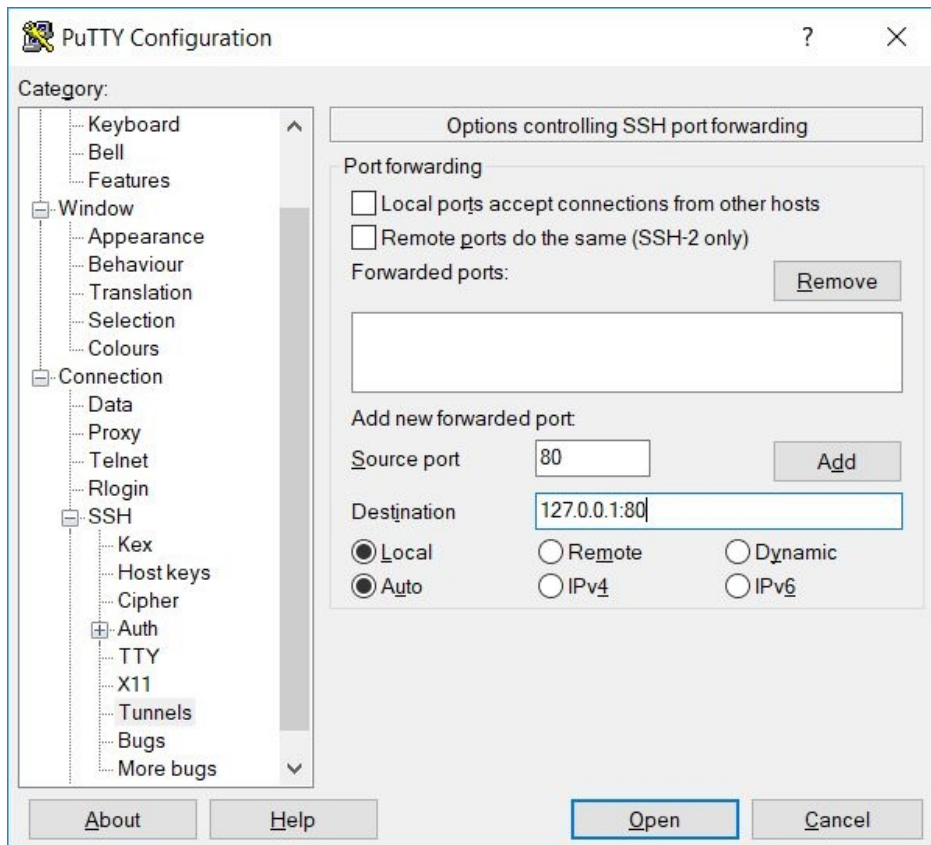 PuTTY Configuration
?
Category:
Keyboard
Bell
Features
Window
Appearance
Behaviour
Translation
Selection
Colours
Connection
Data
Proxy
Telnet
Rlogin
SSH
Kex
Host keys
Cipher
Auth
TTY
X11
Tunnels
Bugs
More bugs
Options controlling SSH port forwarding
Port forwarding
Local ports accept connections from other hosts
Remote ports do the same (SSH-2 only)
Forwarded ports:
Remove
Add new forwarded port:
Source port 80 Add
Destination 127.0.0.1:80
Local Remote Dynamic
Auto IPv4 IPv6
About Help Open Cancel